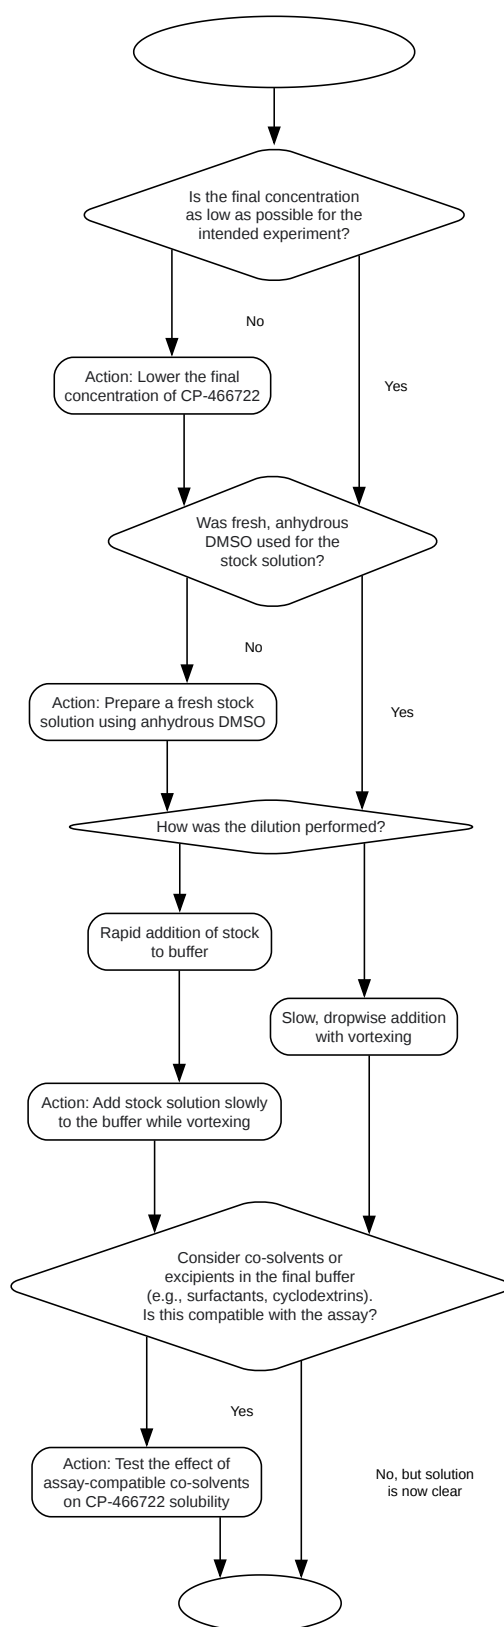 Is the final concentration
as low as possible for the
intended experiment?
No
Action: Lower the final
concentration of CP-466722
Yes
Was fresh, anhydrous
DMSO used for the
stock solution?
No
Action: Prepare a fresh stock
solution using anhydrous DMSO
Yes
How was the dilution performed?
Rapid addition of stock
to buffer
Slow, dropwise addition
with vortexing
Action: Add stock solution slowly
to the buffer while vortexing
Consider co-solvents or
excipients in the final buffer
(e.g., surfactants, cyclodextrins).
Is this compatible with the assay?
Yes
Action: Test the effect of
assay-compatible co-solvents
on CP-466722 solubility
No, but solution
is now clear